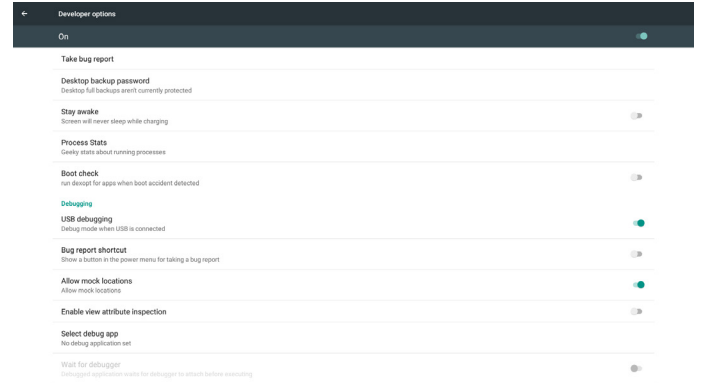 Developer options
On
Take bug report
Desktop backup password
Desktop full backups aren't currently protected
Stay awake
Screen will never sleep while charging
Process Stats
Geeky stats about running processes
Boot check
run dexopt for apps when boot accident detected
Debugging
USB debugging
Debug mode when USB is connected
Bug report shortcut
Show a button in the power menu for taking a bug report
Allow mock locations
Allow mock locations
Enable view attribute inspection
Select debug app
No debug application set
Wait for debugger
Debugged application waits for debugger to attach before executing